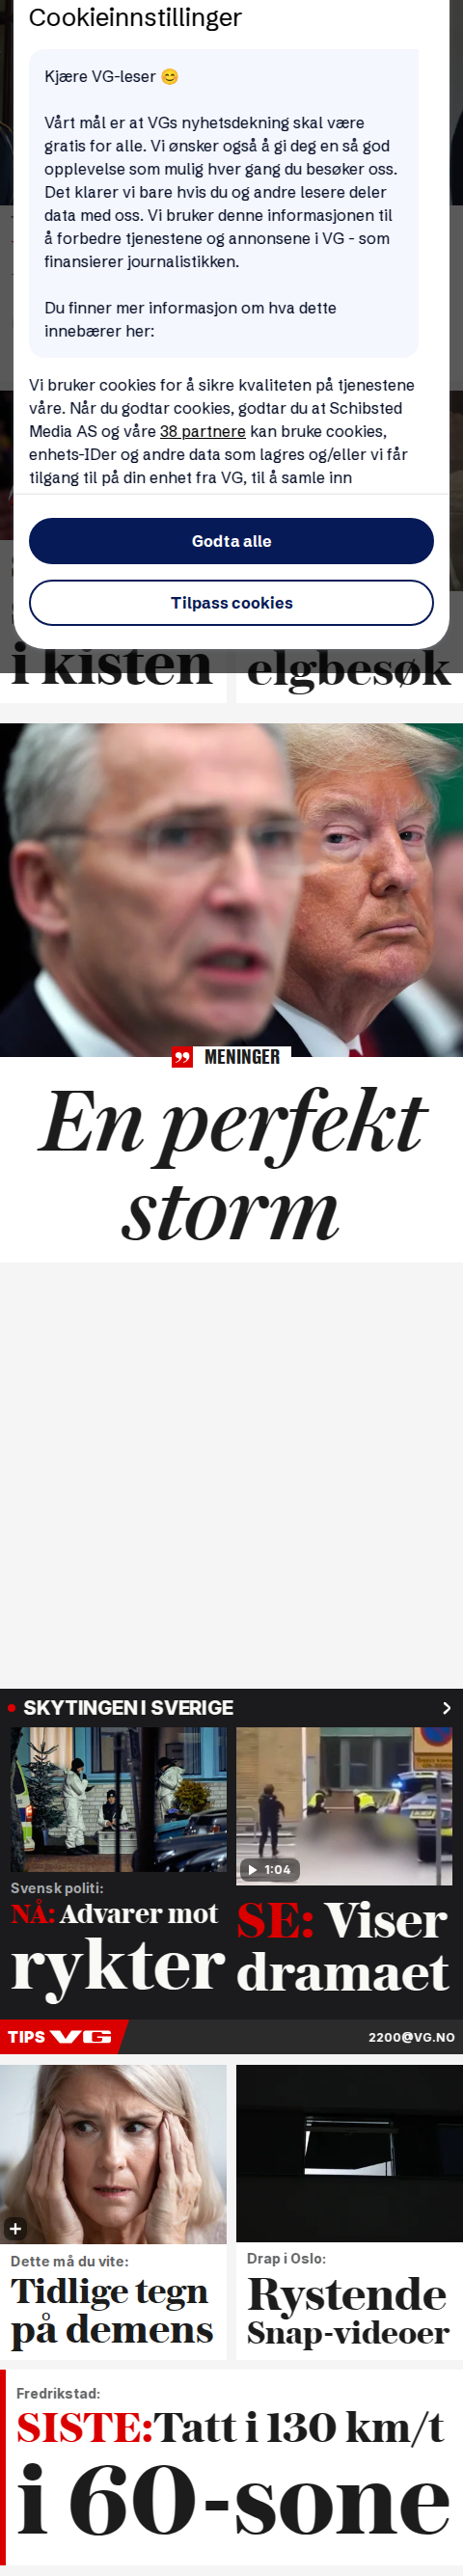 Cookieinnstillinger
Kjære VG-leser 😊
Vårt mål er at VGs nyhetsdekning skal være
gratis for alle. Vi ønsker også å gi deg en så god
opplevelse som mulig hver gang du besøker oss.
Det klarer vi bare hvis du og andre lesere deler
data med oss. Vi bruker denne informasjonen til
å forbedre tjenestene og annonsene i VG - som
finansierer journalistikken.
Du finner mer informasjon om hva dette
innebærer her:
Vi bruker cookies for å sikre kvaliteten på tjenestene
våre. Når du godtar cookies, godtar du at Schibsted
Media AS og våre 38 partnere kan bruke cookies,
enhets-IDer og andre data som lagres og/eller vi får
tilgang til på din enhet fra VG, til å samle inn
Godta alle
Tilpass cookies
i kisten
elgbesøk
MENINGER
En perfekt
storm
SKYTINGEN I SVERIGE
1:04
Svensk politi:
NÅ: Advarer mot
rykter
SE: Viser
dramaet
TIPS VG
2200@VG.NO
Dette må du vite:
Tidlige tegn
på demens
Drap i Oslo:
Rystende
Snap-videoer
Fredrikstad:
SISTE:Tatt i 130 km/t
i 60-sone